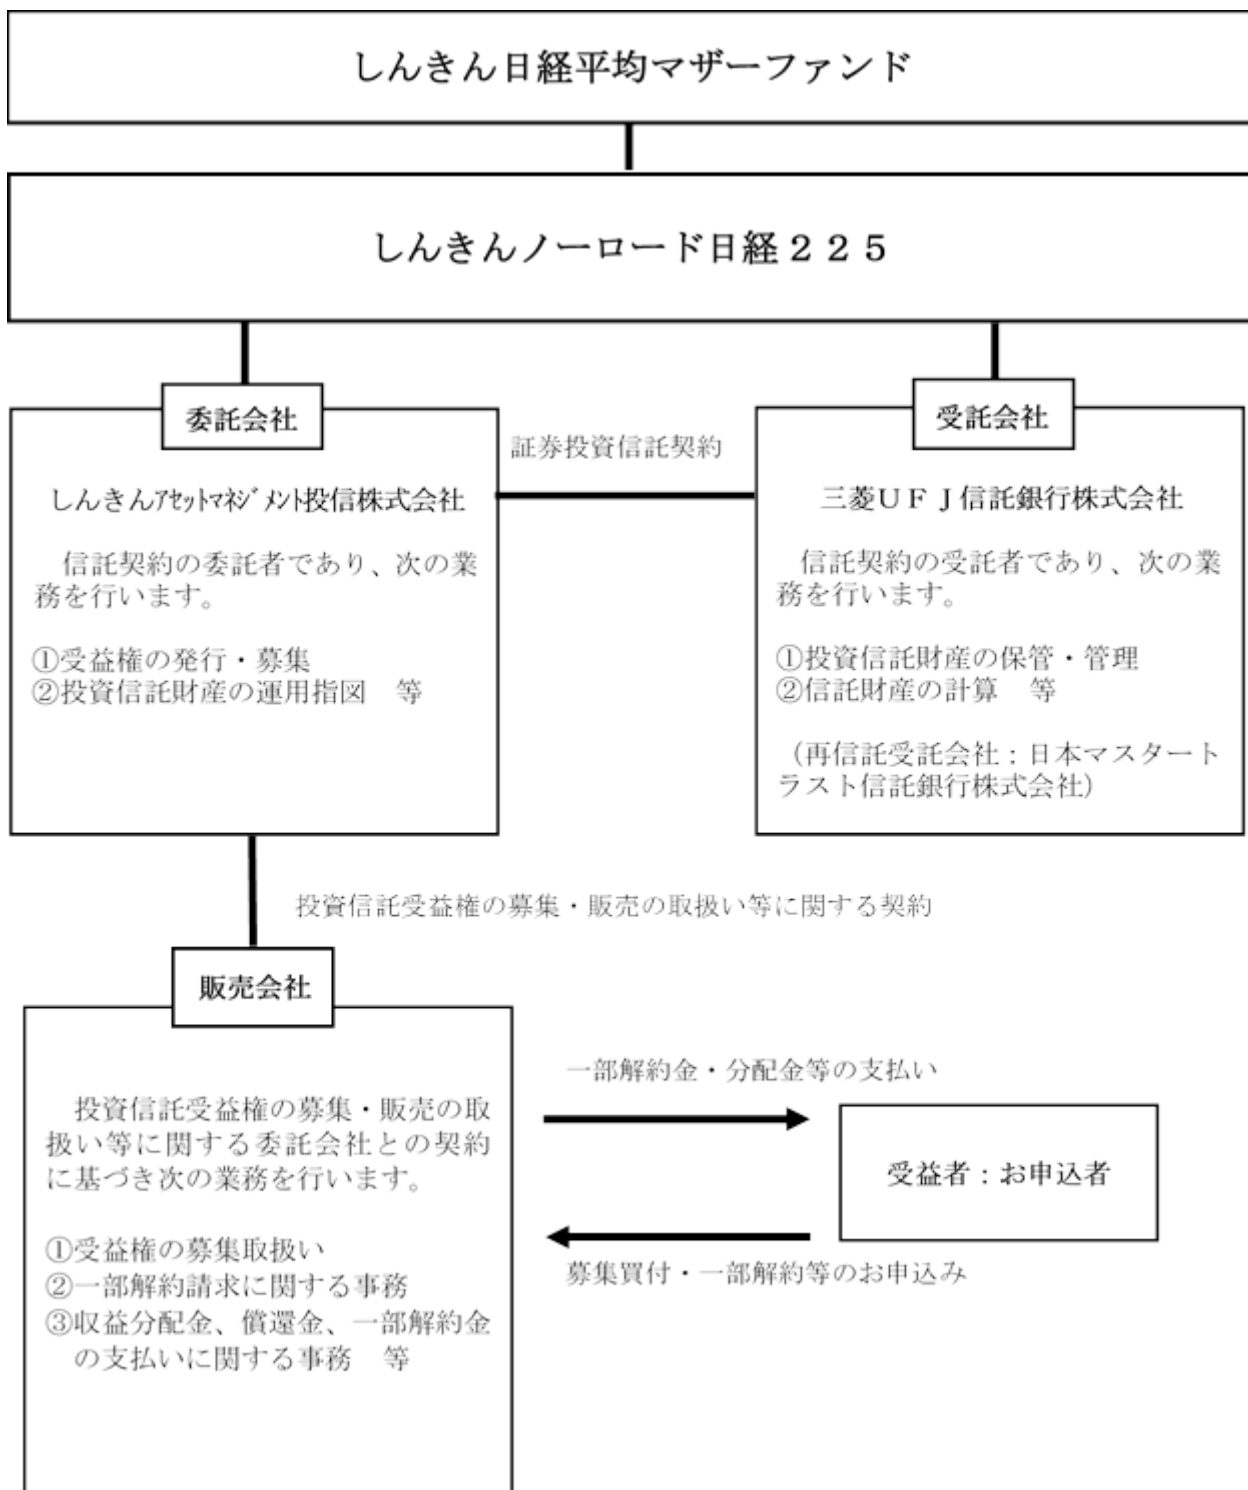 しんきん日経平均マザーファンド
しんきんノーロード日経２２５
委託会社
しんきんｱｾｯﾄﾏﾈｼﾞﾒﾝﾄ投信株式会社
信託契約の委託者であり、次の業
務を行います。
①受益権の発行・募集
②投資信託財産の運用指図　等
証券投資信託契約
受託会社
三菱ＵＦＪ信託銀行株式会社
信託契約の受託者であり、次の業
務を行います。
①投資信託財産の保管・管理
②信託財産の計算　等
（再信託受託会社：日本マスタート
ラスト信託銀行株式会社）
投資信託受益権の募集・販売の取扱い等に関する契約
販売会社
投資信託受益権の募集・販売の取
扱い等に関する委託会社との契約
に基づき次の業務を行います。
①受益権の募集取扱い
②一部解約請求に関する事務
③収益分配金、償還金、一部解約金
の支払いに関する事務　等
一部解約金・分配金等の支払い
受益者：お申込者
募集買付・一部解約等のお申込み